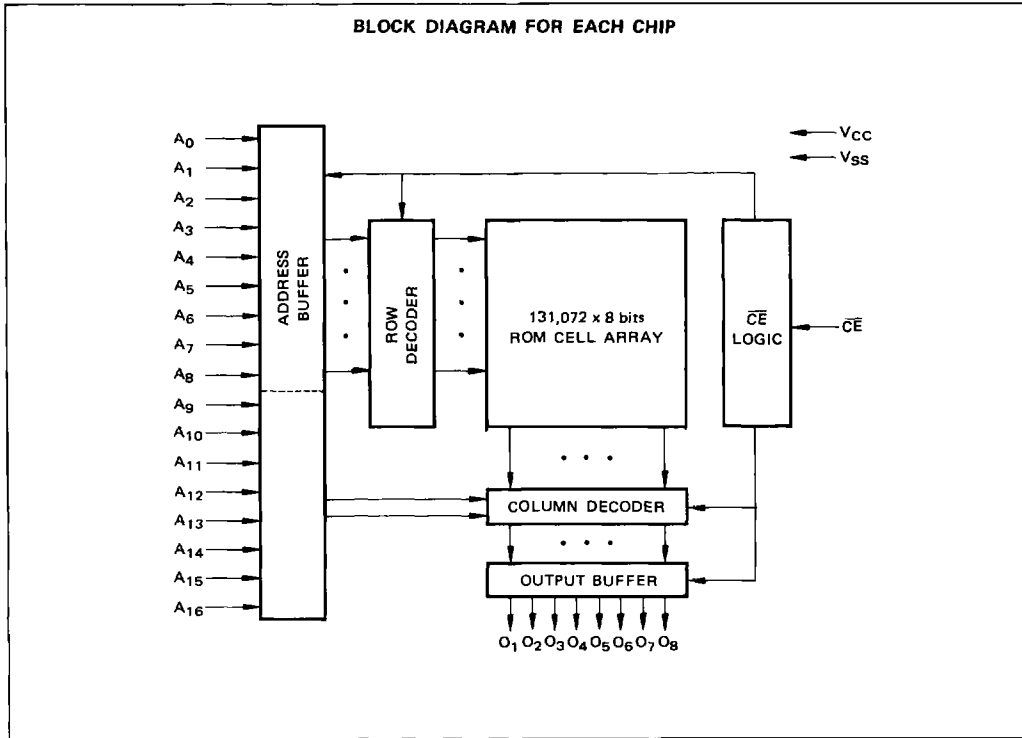 BLOCK DIAGRAM FOR EACH CHIP
A0
A1
A2
A3
A4
A5
A6
A7
A8
A9
A10
A11
A12
A13
A14
A15
A16
ADDRESS
BUFFER
ROW
DECODER
131,072 x 8 bits
ROM CELL ARRAY
VCC
VSS
C̅E̅
LOGIC
C̅E̅
COLUMN DECODER
OUTPUT BUFFER
O1 O2 O3 O4 O5 O6 O7 O8